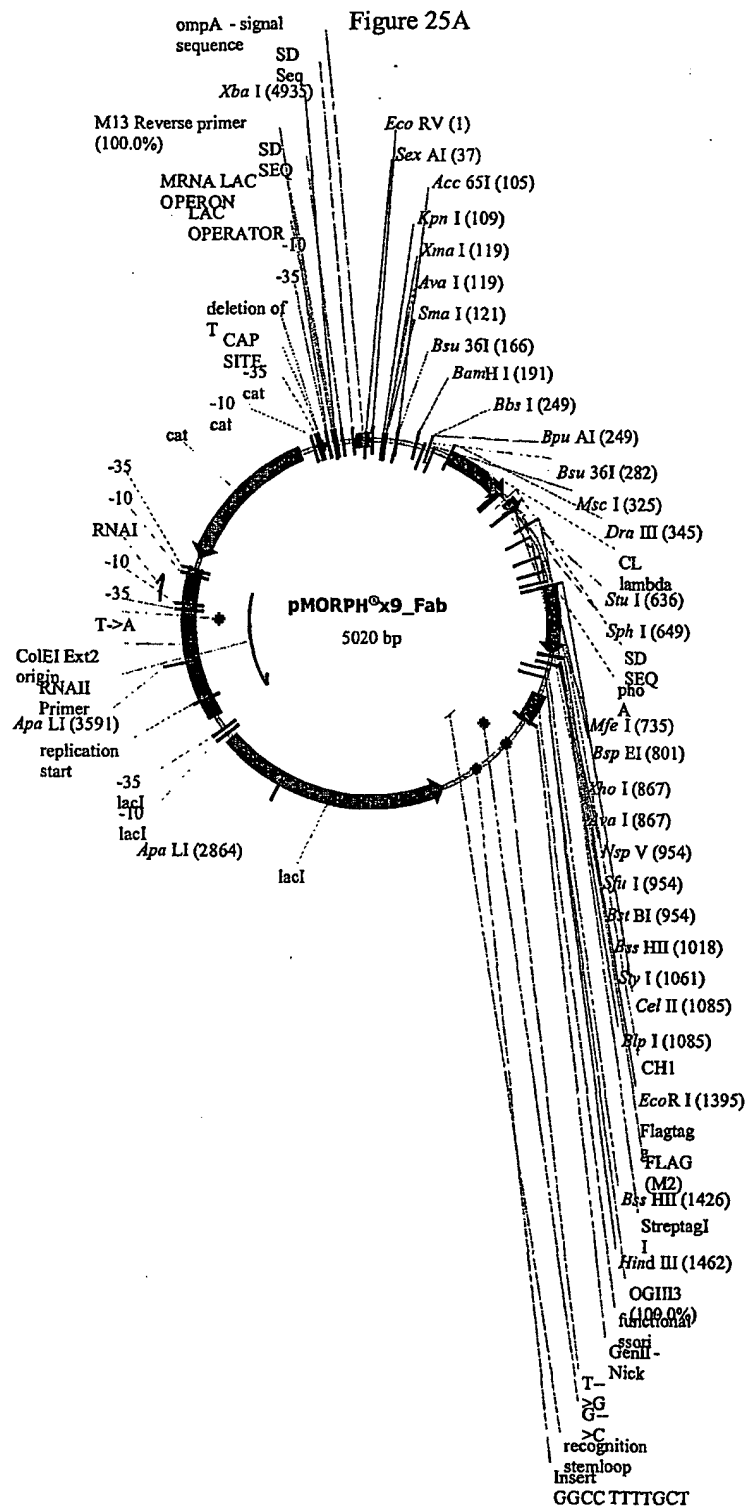 Figure 25A
ompA - signal
sequence
SD
Seq
Xba I (4935)
M13 Reverse primer
(100.0%)
SD
SEQ
MRNA LAC
OPERON
LAC
OPERATOR
-10
-35
deletion of
T
CAP
SITE
-35
cat
-10
cat
cat
-35
-10
RNAI
-10
-35
T->A
ColEI Ext2
origin
RNAII
Primer
Apa LI (3591)
replication
start
-35
lacI
-10
lacI
Apa LI (2864)
lacI
pMORPH®x9_Fab
5020 bp
Eco RV (1)
Sex AI (37)
Acc 65I (105)
Kpn I (109)
Xma I (119)
Ava I (119)
Sma I (121)
Bsu 36I (166)
BamH I (191)
Bbs I (249)
Bpu AI (249)
Bsu 36I (282)
Msc I (325)
Dra III (345)
CL
lambda
Stu I (636)
Sph I (649)
SD
SEQ
pho
A
Mfe I (735)
Bsp EI (801)
Xho I (867)
Ava I (867)
Nsp V (954)
Sfu I (954)
Bst BI (954)
Bss HII (1018)
Sty I (1061)
Cel II (1085)
Blp I (1085)
CH1
EcoR I (1395)
Flagtag
FLAG
(M2)
Bss HII (1426)
StreptagI
I
Hind III (1462)
OGIII3
(100.0%)
functional
ssori
GenII -
Nick
T--
>G
G--
>C
recognition
stemloop
Insert
GGCC TTTTGCT